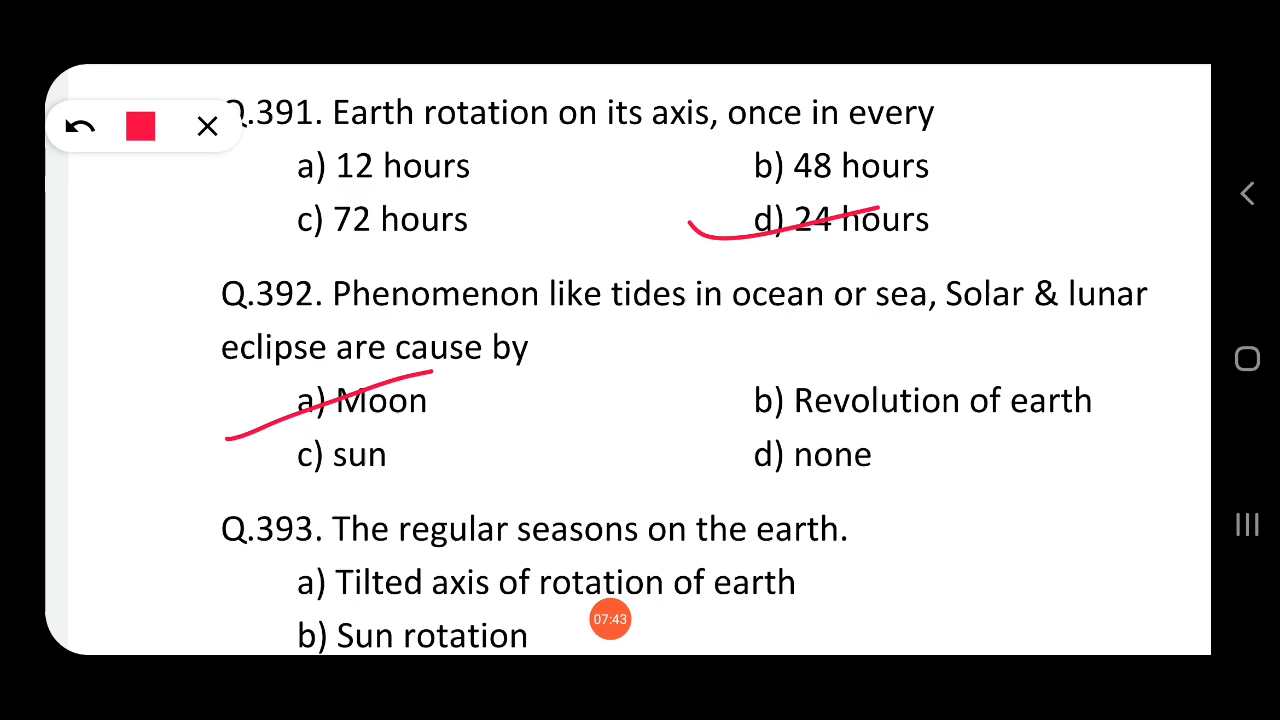 Q.391. Earth rotation on its axis, once in every
a) 12 hours b) 48 hours
c) 72 hours d) 24 hours
Q.392. Phenomenon like tides in ocean or sea, Solar & lunar
eclipse are cause by
a) Moon b) Revolution of earth
c) sun d) none
Q.393. The regular seasons on the earth.
a) Tilted axis of rotation of earth
07:43
b) Sun rotation